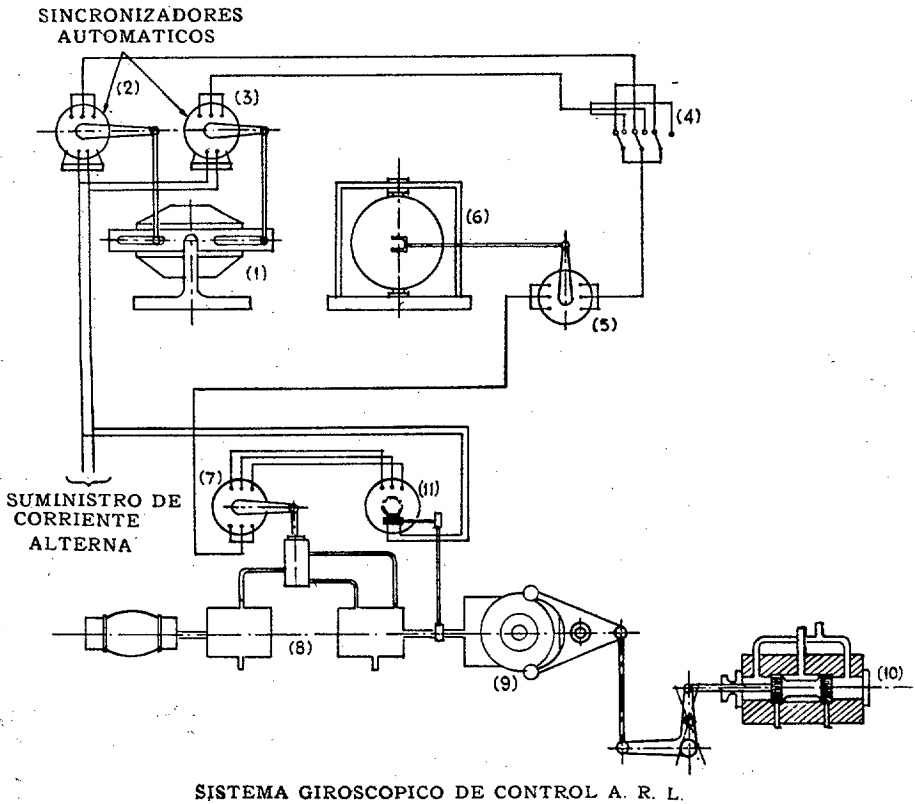 SINCRONIZADORES
AUTOMATICOS
(2)
(3)
(4)
(6)
(1)
(5)
(7)
(11)
SUMINISTRO DE
CORRIENTE
ALTERNA
(8)
(9)
(10)
SISTEMA GIROSCOPICO DE CONTROL A. R. L.